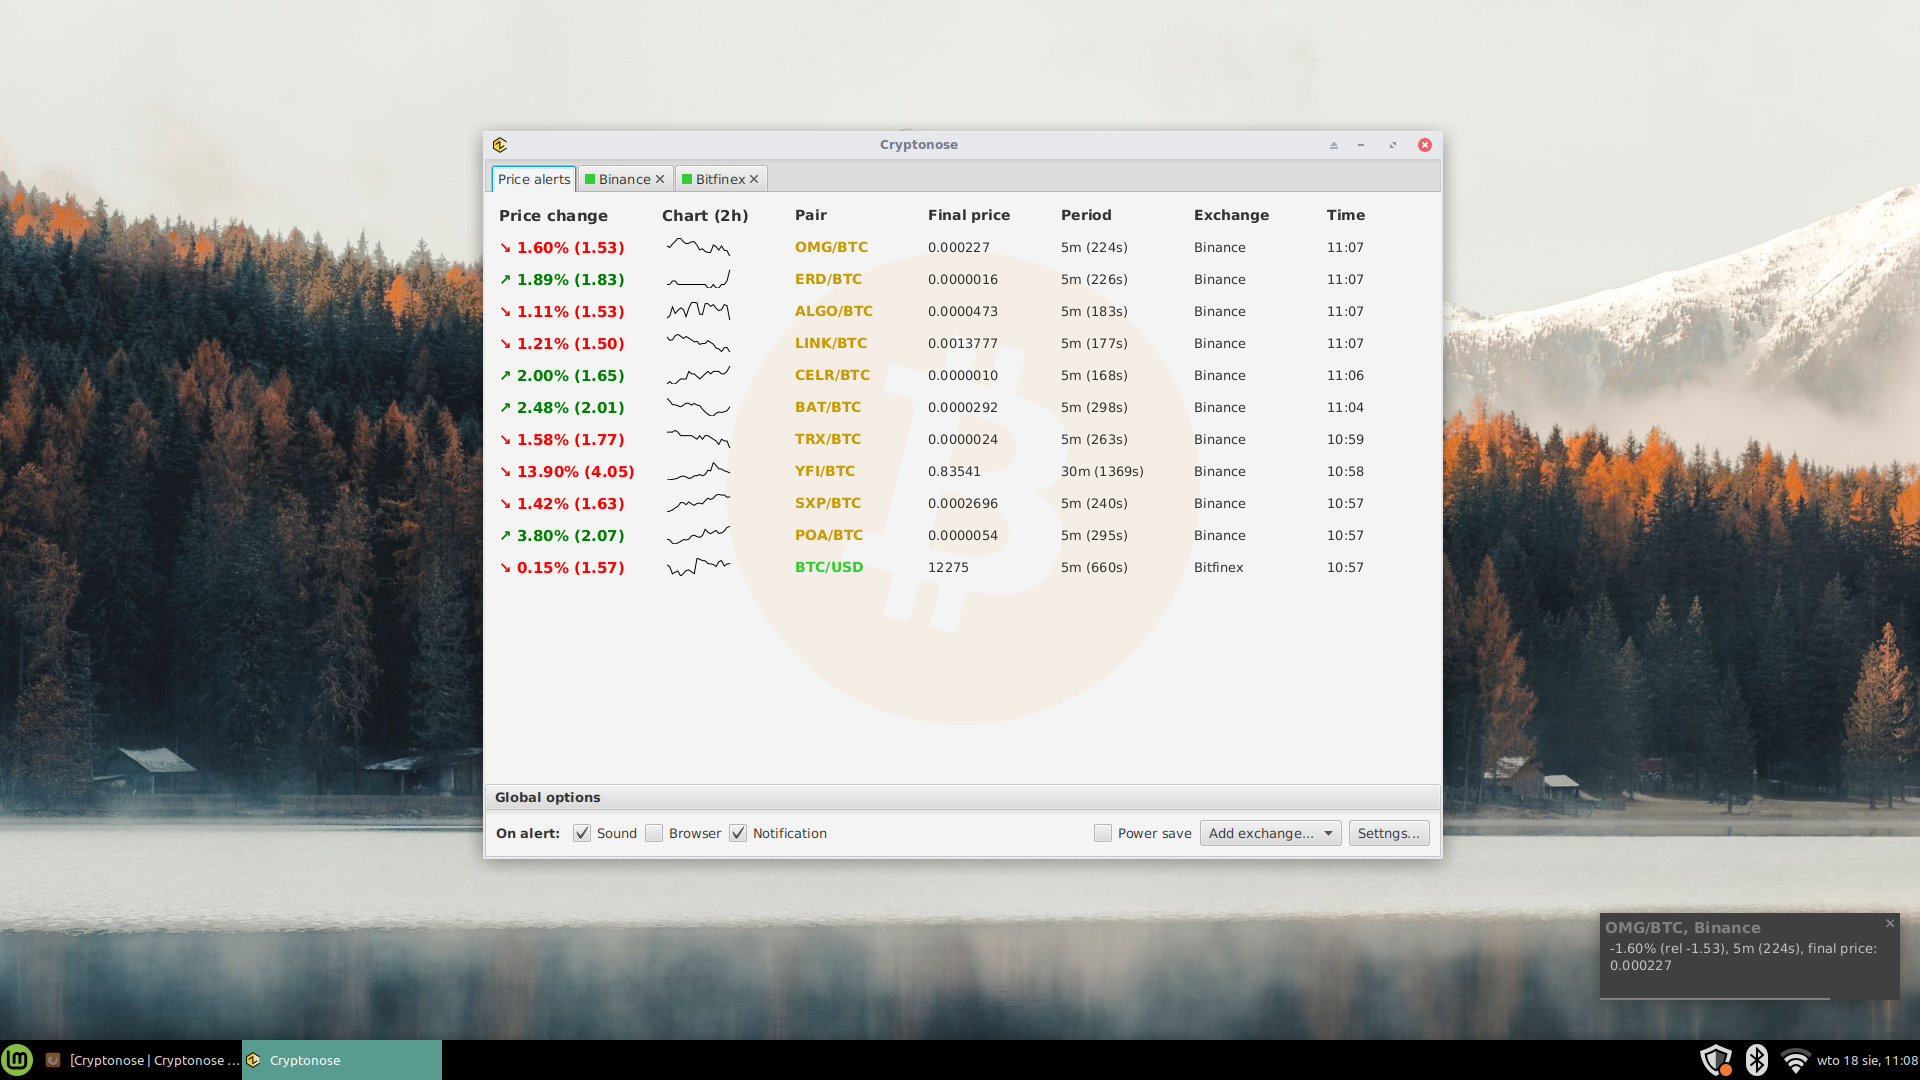 Cryptonose
Price alerts Binance Bitfinex
Price change Chart (2h) Pair Final price Period Exchange Time
↘ 1.60% (1.53) OMG/BTC 0.000227 5m (224s) Binance 11:07
↗ 1.89% (1.83) ERD/BTC 0.0000016 5m (226s) Binance 11:07
↘ 1.11% (1.53) ALGO/BTC 0.0000473 5m (183s) Binance 11:07
↘ 1.21% (1.50) LINK/BTC 0.0013777 5m (177s) Binance 11:07
↗ 2.00% (1.65) CELR/BTC 0.0000010 5m (168s) Binance 11:06
↗ 2.48% (2.01) BAT/BTC 0.0000292 5m (298s) Binance 11:04
↘ 1.58% (1.77) TRX/BTC 0.0000024 5m (263s) Binance 10:59
↘ 13.90% (4.05) YFI/BTC 0.83541 30m (1369s) Binance 10:58
↘ 1.42% (1.63) SXP/BTC 0.0002696 5m (240s) Binance 10:57
↗ 3.80% (2.07) POA/BTC 0.0000054 5m (295s) Binance 10:57
↘ 0.15% (1.57) BTC/USD 12275 5m (660s) Bitfinex 10:57
Global options
On alert: Sound Browser Notification Power save Add exchange... Settngs...
OMG/BTC, Binance
-1.60% (rel -1.53), 5m (224s), final price:
0.000227
[Cryptonose | Cryptonose ... Cryptonose wto 18 sie, 11:08